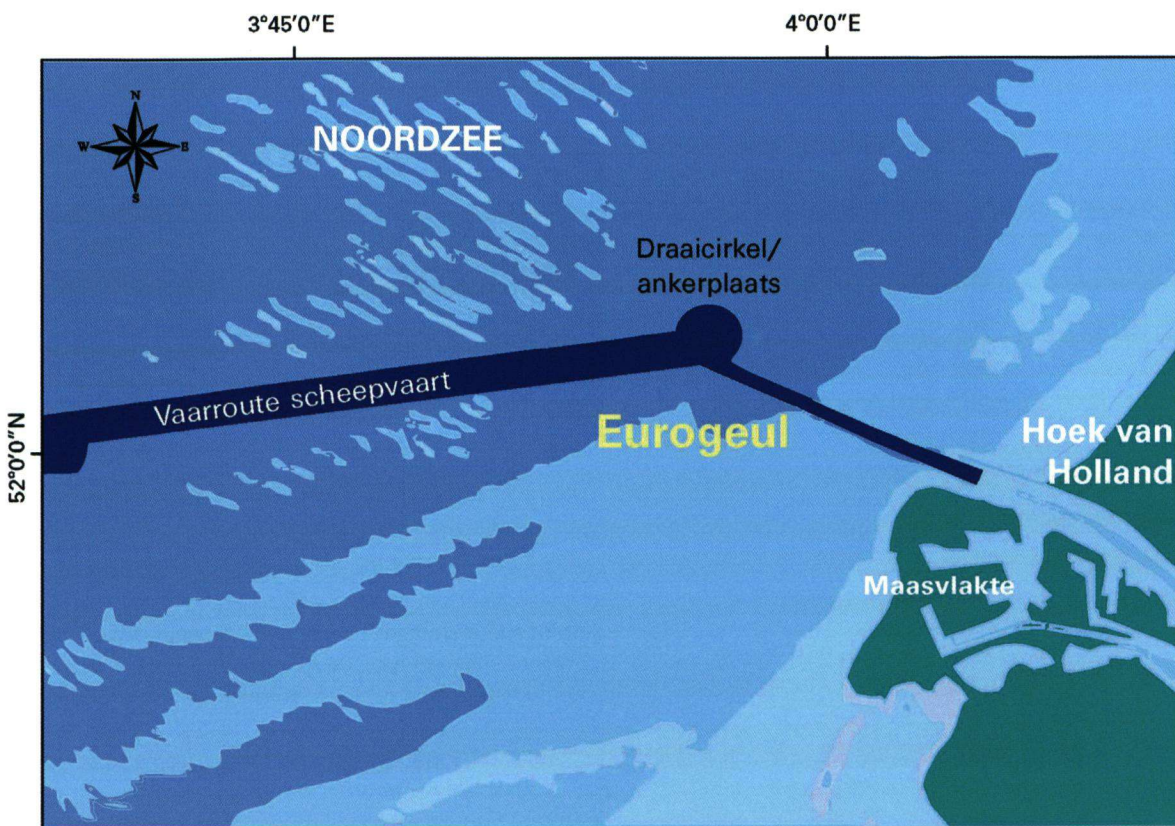 3°45'0"E
4°0'0"E
N
W E
S
NOORDZEE
Draaicirkel/
ankerplaats
Vaarroute scheepvaart
Eurogeul
52°0'0"N
Hoek van
Holland
Maasvlakte